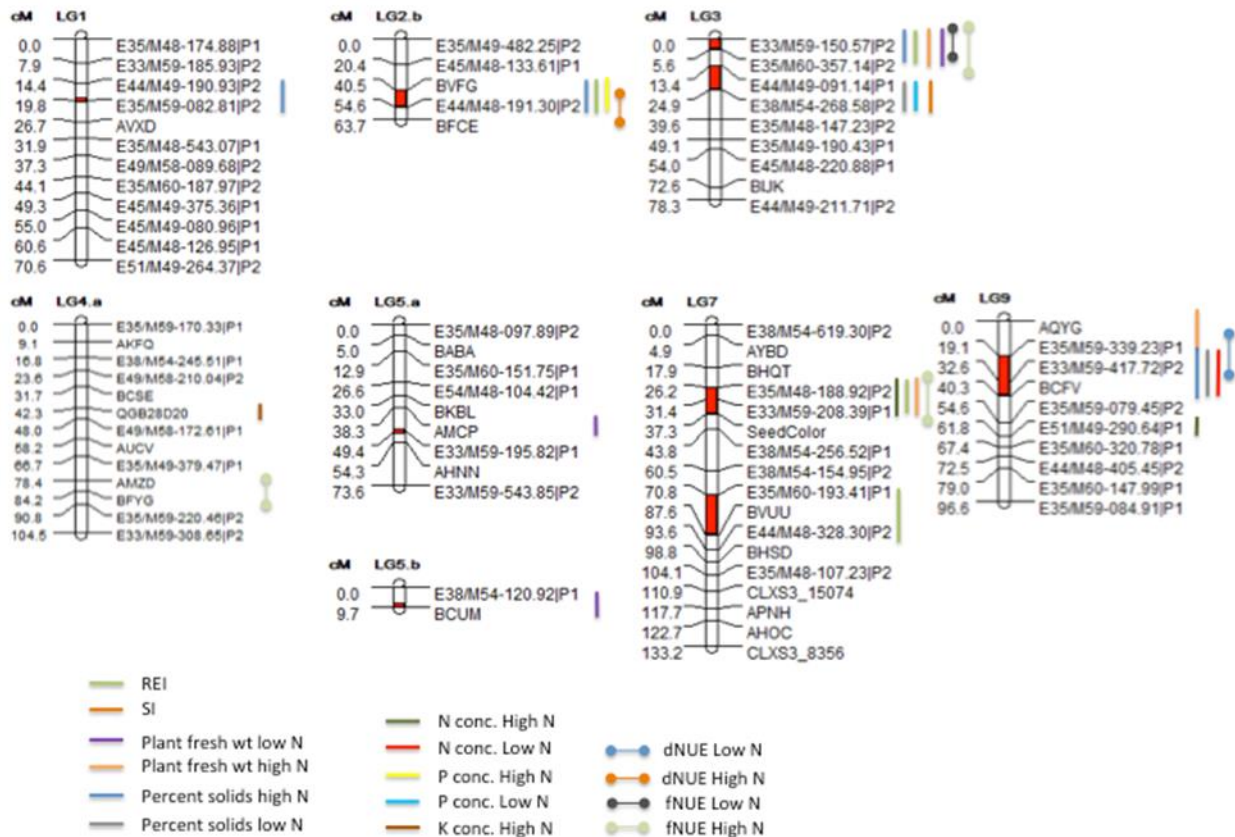 cM LG1
0.0 E35/M48-174.88|P1
7.9 E33/M59-185.93|P2
14.4 E44/M49-190.93|P2
19.8 E35/M59-082.81|P2
26.7 AVXD
31.9 E35/M48-543.07|P1
37.3 E49/M58-089.68|P2
44.1 E35/M60-187.97|P2
49.3 E45/M49-375.36|P1
55.0 E45/M49-080.96|P1
60.6 E45/M48-126.95|P1
70.6 E51/M49-264.37|P2
cM LG2.b
0.0 E35/M49-482.25|P2
20.4 E45/M48-133.61|P1
40.5 BVFG
54.6 E44/M48-191.30|P2
63.7 BFCE
cM LG3
0.0 E33/M59-150.57|P2
5.6 E35/M60-357.14|P2
13.4 E44/M49-091.14|P1
24.9 E38/M54-268.58|P2
39.6 E35/M48-147.23|P2
49.1 E35/M49-190.43|P1
54.0 E45/M48-220.88|P1
72.6 BIJK
78.3 E44/M49-211.71|P2
cM LG4.a
0.0 E35/M59-170.33|P1
9.1 AKFQ
16.8 E38/M54-245.51|P1
23.6 E49/M58-210.04|P2
31.7 BCSE
42.3 QGB28D20
48.0 E49/M58-172.61|P1
58.2 AUCV
66.7 E35/M49-379.47|P1
78.4 AMZD
84.2 BFYG
90.8 E35/M59-220.46|P2
104.5 E33/M59-308.65|P2
cM LG5.a
0.0 E35/M48-097.89|P2
5.0 BABA
12.9 E35/M60-151.75|P1
26.6 E54/M48-104.42|P1
33.0 BKBL
38.3 AMCP
49.4 E33/M59-195.82|P1
54.3 AHNN
73.6 E33/M59-543.85|P2
cM LG5.b
0.0 E38/M54-120.92|P1
9.7 BCUM
cM LG7
0.0 E38/M54-619.30|P2
4.9 AYBD
17.9 BHQT
26.2 E35/M48-188.92|P2
31.4 E33/M59-208.39|P1
37.3 SeedColor
43.8 E38/M54-256.52|P1
60.5 E38/M54-154.95|P2
70.8 E35/M60-193.41|P1
87.6 BVUU
93.6 E44/M48-328.30|P2
98.8 BHSD
104.1 E35/M48-107.23|P2
110.9 CLXS3_15074
117.7 APNH
122.7 AHOC
133.2 CLXS3_8356
cM LG9
0.0 AQYG
19.1 E35/M59-339.23|P1
32.6 E33/M59-417.72|P2
40.3 BCFV
54.6 E35/M59-079.45|P2
61.8 E51/M49-290.64|P1
67.4 E35/M60-320.78|P1
72.5 E44/M48-405.45|P2
79.0 E35/M60-147.99|P1
96.6 E35/M59-084.91|P1
REI
SI
Plant fresh wt low N
Plant fresh wt high N
Percent solids high N
Percent solids low N
N conc. High N
N conc. Low N
P conc. High N
P conc. Low N
K conc. High N
dNUE Low N
dNUE High N
fNUE Low N
fNUE High N